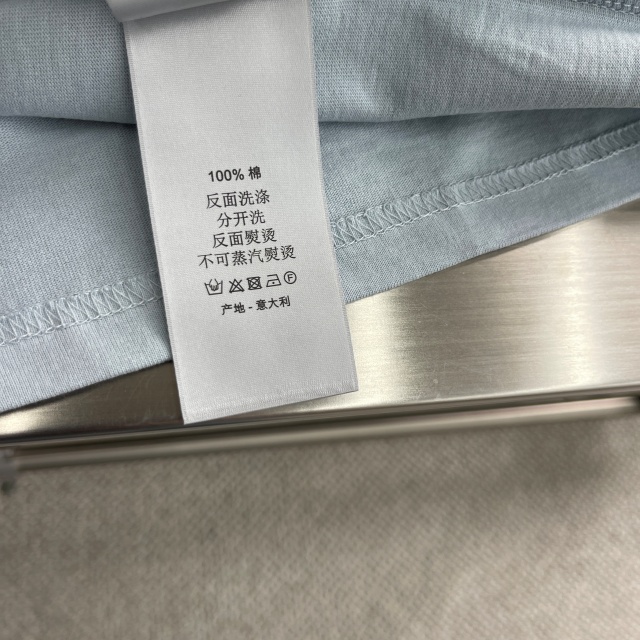 100% 棉
反面洗涤
分开洗
反面熨烫
不可蒸汽熨烫
产地 - 意大利